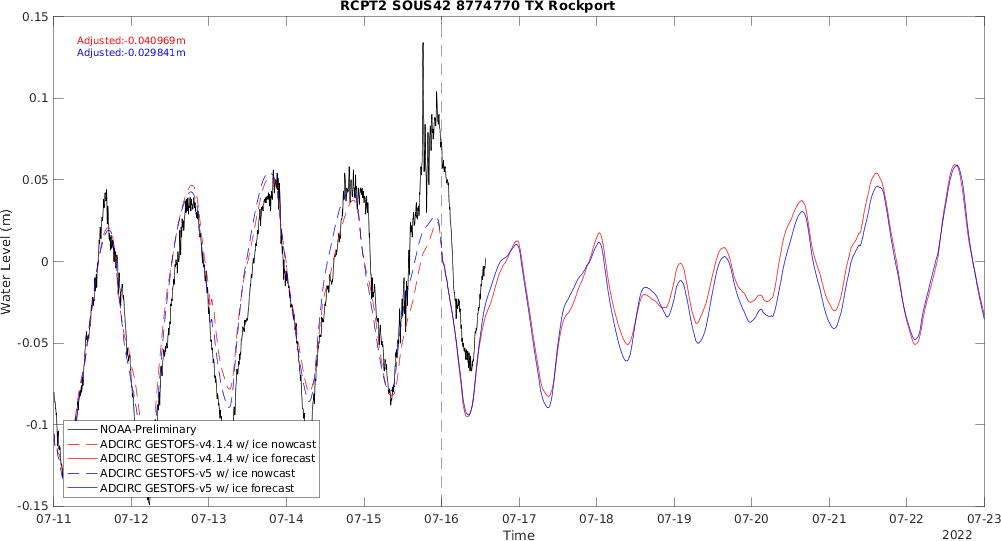 RCPT2 SOUS42 8774770 TX Rockport
0.15
Adjusted:-0.040969m
Adjusted:-0.029841m
0.1
0.05
0
-0.05
-0.1
-0.15
Water Level (m)
NOAA-Preliminary
ADCIRC GESTOFS-v4.1.4 w/ ice nowcast
ADCIRC GESTOFS-v4.1.4 w/ ice forecast
ADCIRC GESTOFS-v5 w/ ice nowcast
ADCIRC GESTOFS-v5 w/ ice forecast
07-11 07-12 07-13 07-14 07-15 07-16 07-17 07-18 07-19 07-20 07-21 07-22 07-23
Time
2022